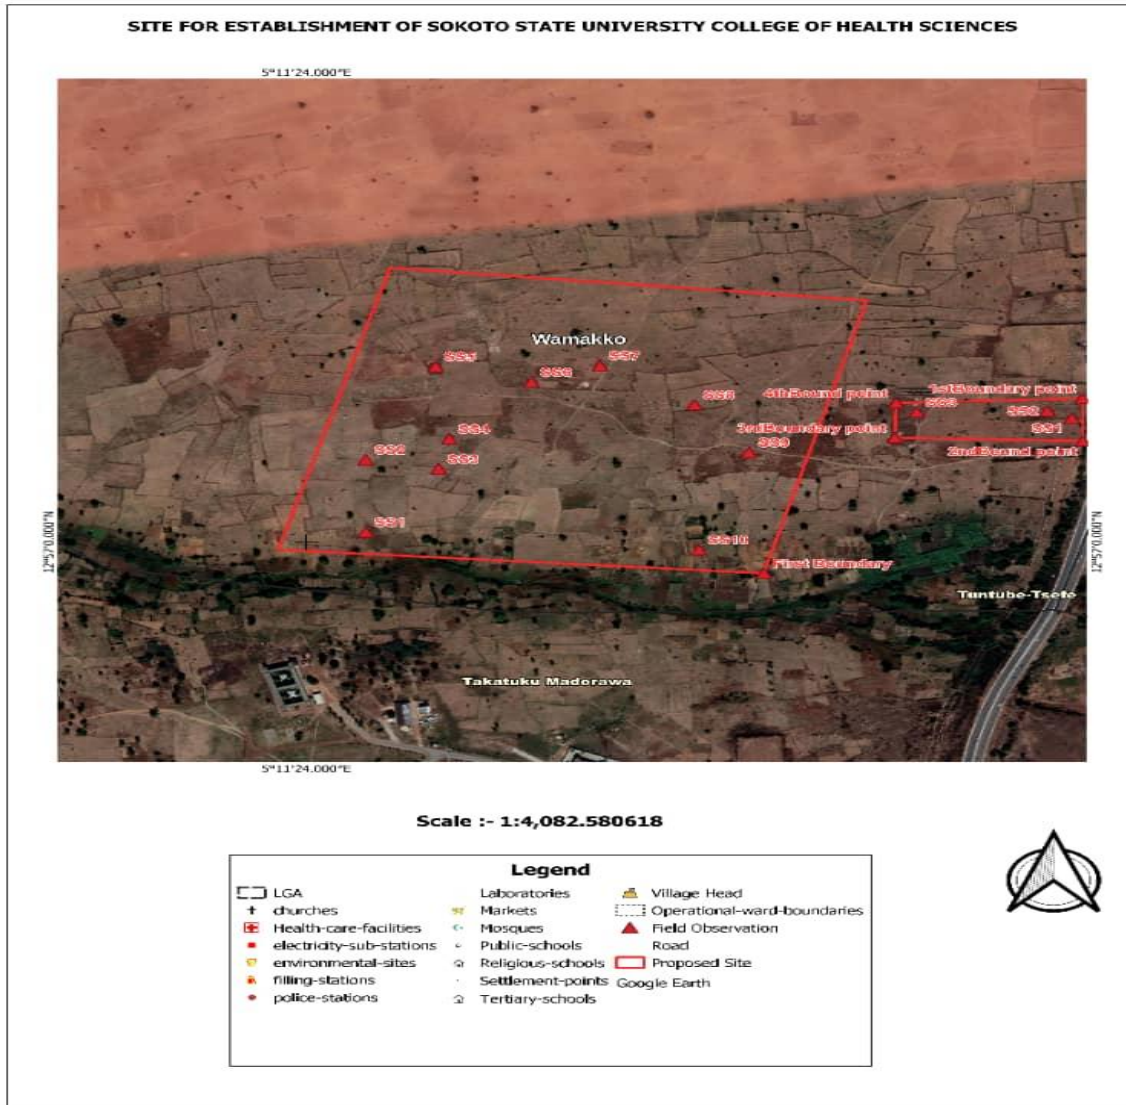 SITE FOR ESTABLISHMENT OF SOKOTO STATE UNIVERSITY COLLEGE OF HEALTH SCIENCES
5°11'24.000"E
Wamakko
SS5
SS6
SS7
SS8
4thBound point
1stBoundary point
SS3
SS2
SS1
3rdBoundary point
2ndBound point
SS4
SS2
SS3
SS9
SS1
SS10
First Boundary
12°57'0.000"N
12°57'0.000"N
Tuntube-Tsefe
Takatuku Maderawa
5°11'24.000"E
Scale :- 1:4,082.580618
Legend
LGA
churches
Health-care-facilities
electricity-sub-stations
environmental-sites
filling-stations
police-stations
Laboratories
Markets
Mosques
Public-schools
Religious-schools
Settlement-points
Tertiary-schools
Village Head
Operational-ward-boundaries
Field Observation
Road
Proposed Site
Google Earth